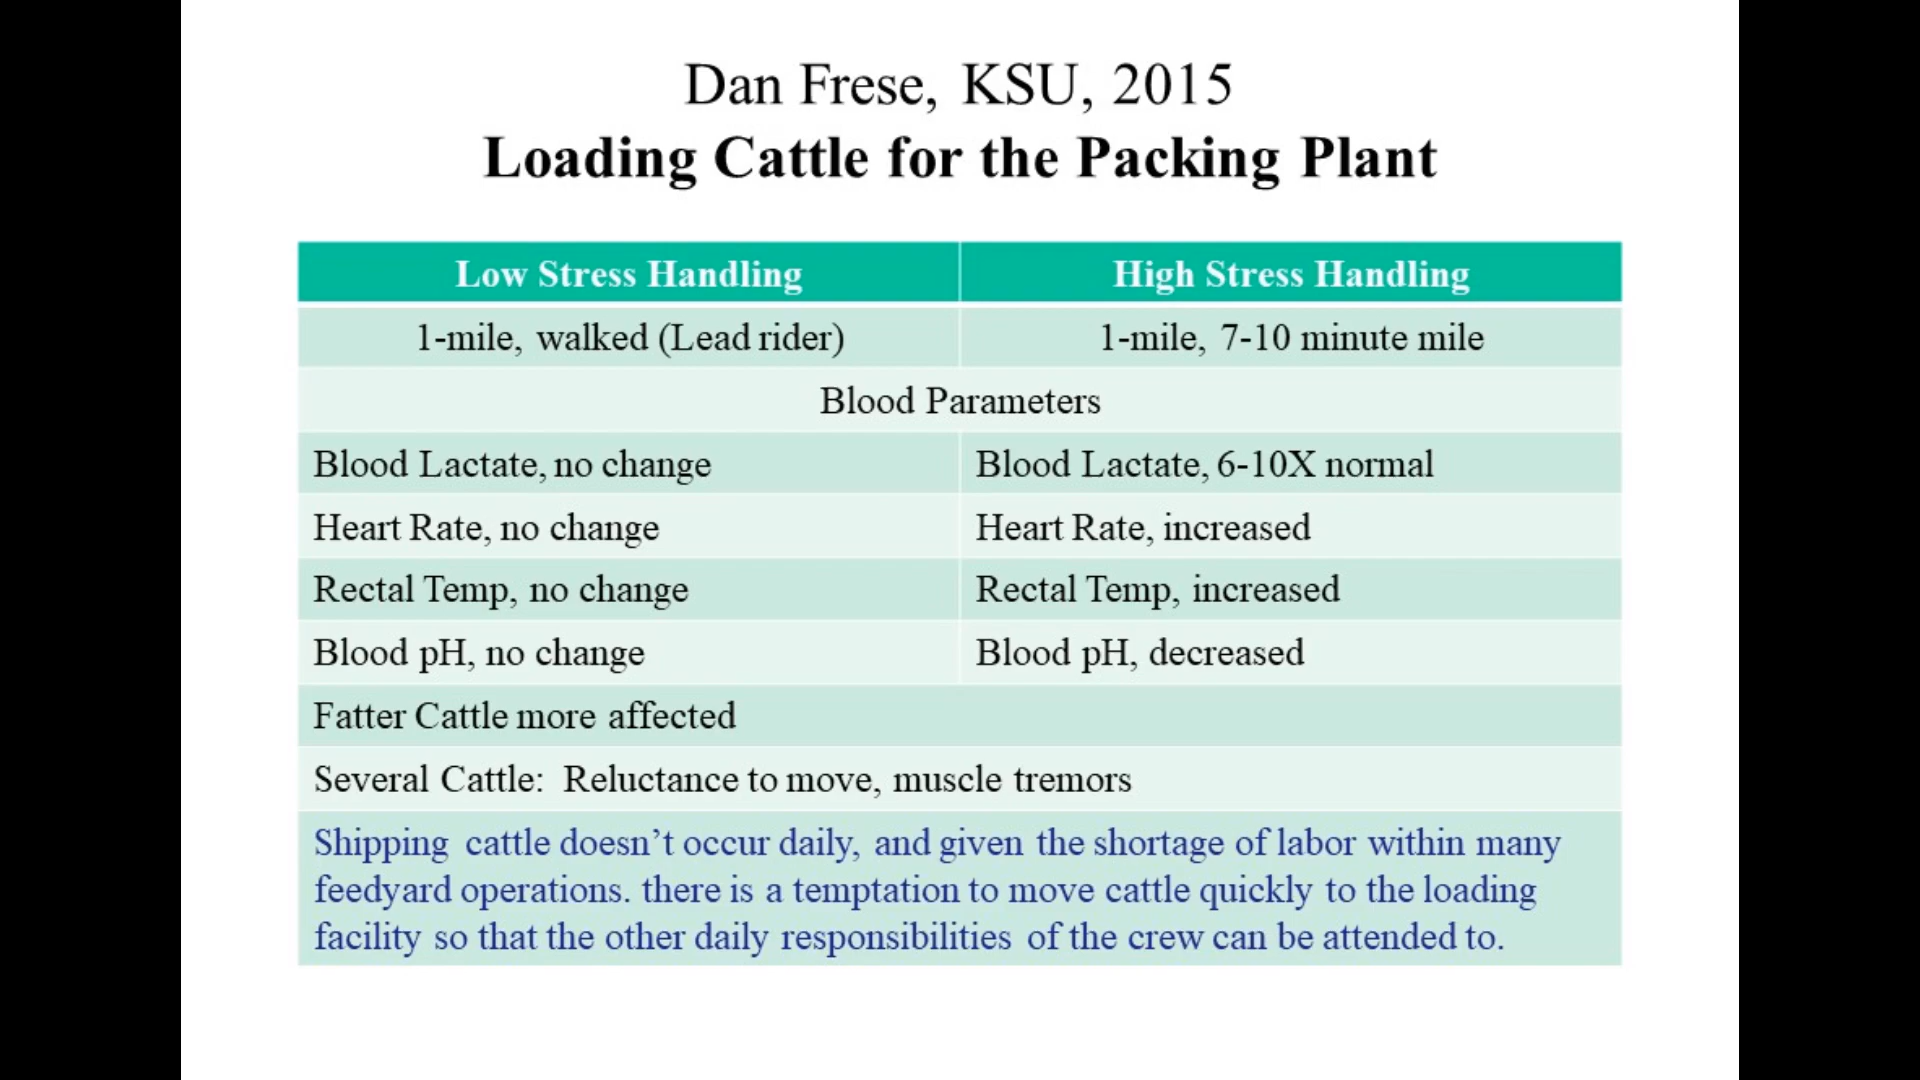 Dan Frese, KSU, 2015
Loading Cattle for the Packing Plant
Low Stress Handling
High Stress Handling
1-mile, walked (Lead rider)
1-mile, 7-10 minute mile
Blood Parameters
Blood Lactate, no change
Blood Lactate, 6-10X normal
Heart Rate, no change
Heart Rate, increased
Rectal Temp, no change
Rectal Temp, increased
Blood pH, no change
Blood pH, decreased
Fatter Cattle more affected
Several Cattle: Reluctance to move, muscle tremors
Shipping cattle doesn’t occur daily, and given the shortage of labor within many
feedyard operations. there is a temptation to move cattle quickly to the loading
facility so that the other daily responsibilities of the crew can be attended to.